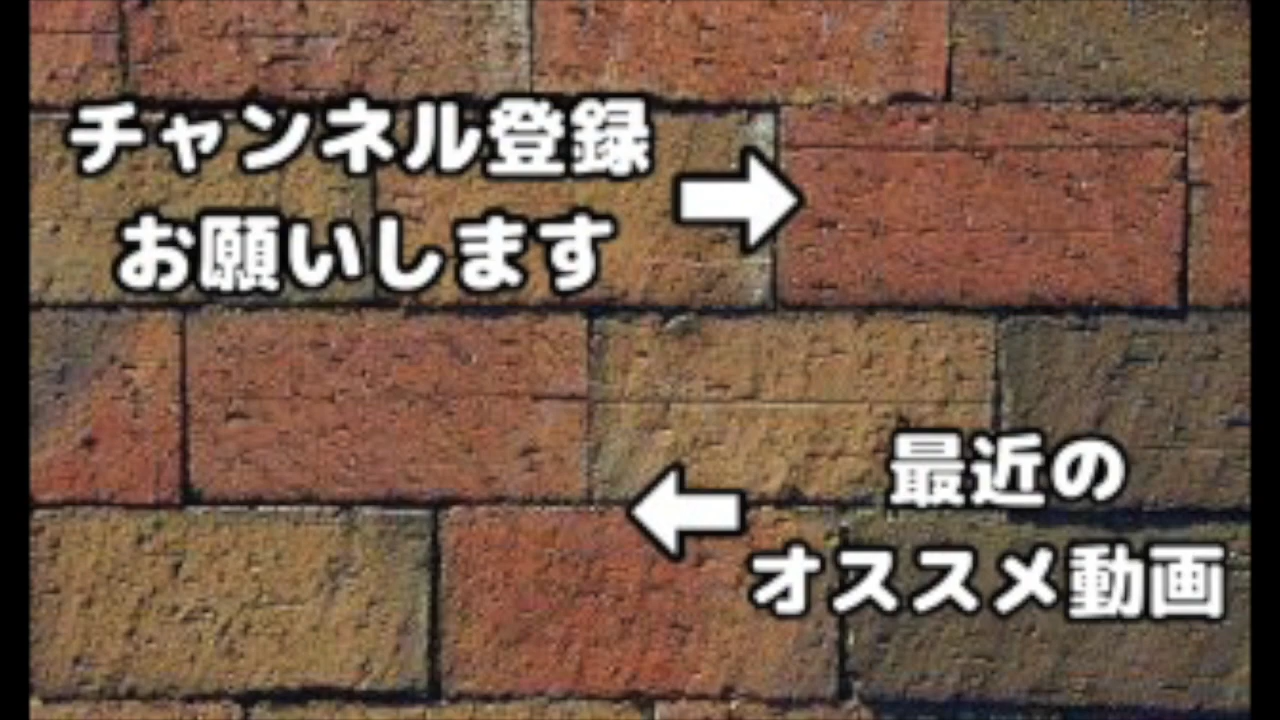 チャンネル登録
お願いします
最近の
オススメ動画